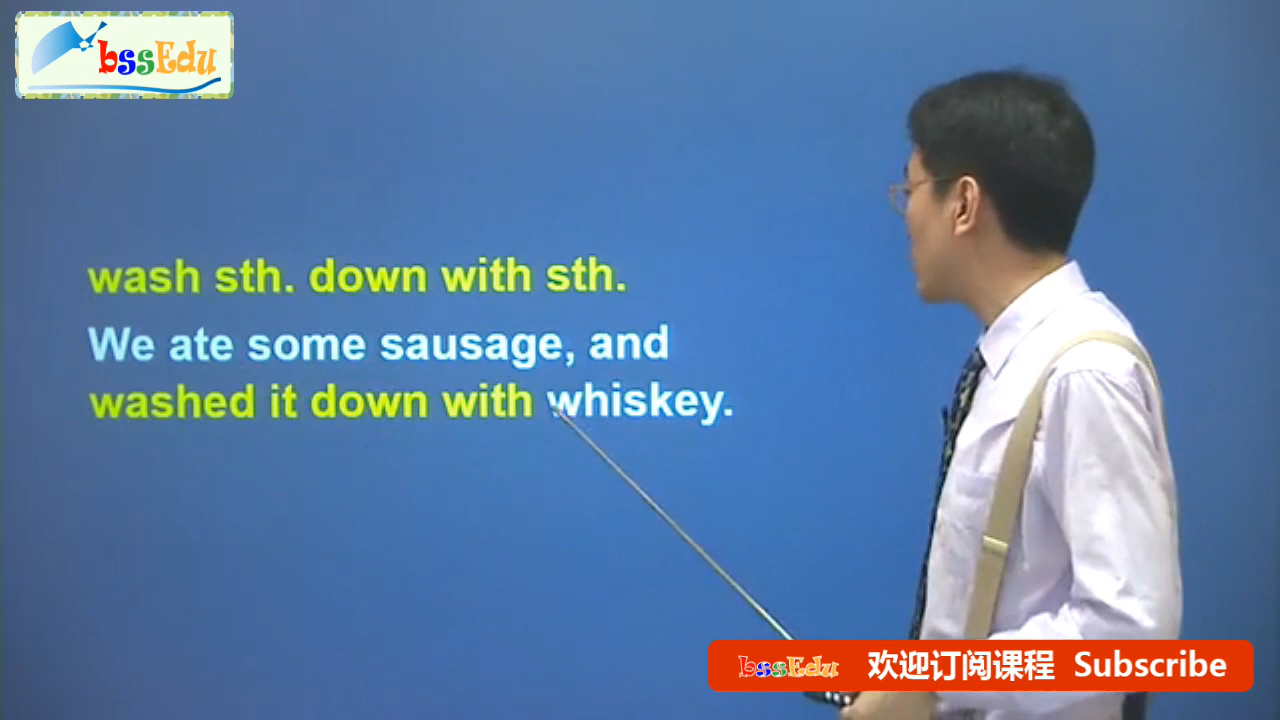 bssEdu
wash sth. down with sth.
We ate some sausage, and
washed it down with whiskey.
bssEdu 欢迎订阅课程 Subscribe